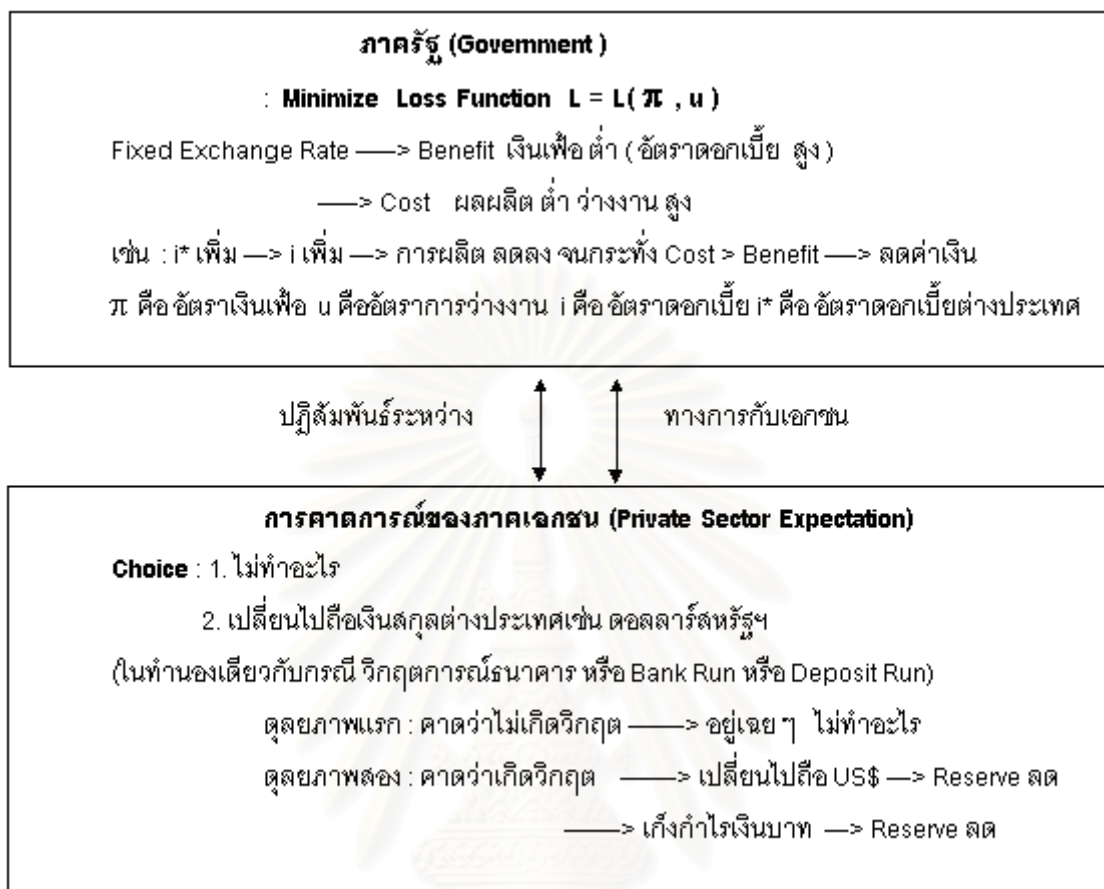 ภาครัฐ (Government )
: Minimize Loss Function L = L( π , u )
Fixed Exchange Rate ——> Benefit เงินเฟ้อ ต่ำ ( อัตราดอกเบี้ย สูง )
——> Cost ผลผลิต ต่ำ ว่างงาน สูง
เช่น : i* เพิ่ม —> i เพิ่ม —> การผลิต ลดลง จนกระทั่ง Cost > Benefit —> ลดค่าเงิน
π คือ อัตราเงินเฟ้อ u คืออัตราการว่างงาน i คือ อัตราดอกเบี้ย i* คือ อัตราดอกเบี้ยต่างประเทศ
ปฏิสัมพันธ์ระหว่าง ทางการกับเอกชน
การคาดการณ์ของภาคเอกชน (Private Sector Expectation)
Choice : 1. ไม่ทำอะไร
2. เปลี่ยนไปถือเงินสกุลต่างประเทศเช่น ดอลลาร์สหรัฐฯ
(ในทำนองเดียวกับกรณี วิกฤตการณ์ธนาคาร หรือ Bank Run หรือ Deposit Run)
ดุลยภาพแรก : คาดว่าไม่เกิดวิกฤต ——> อยู่เฉย ๆ ไม่ทำอะไร
ดุลยภาพสอง : คาดว่าเกิดวิกฤต ——> เปลี่ยนไปถือ US$ —> Reserve ลด
——> เก็งกำไรเงินบาท —> Reserve ลด